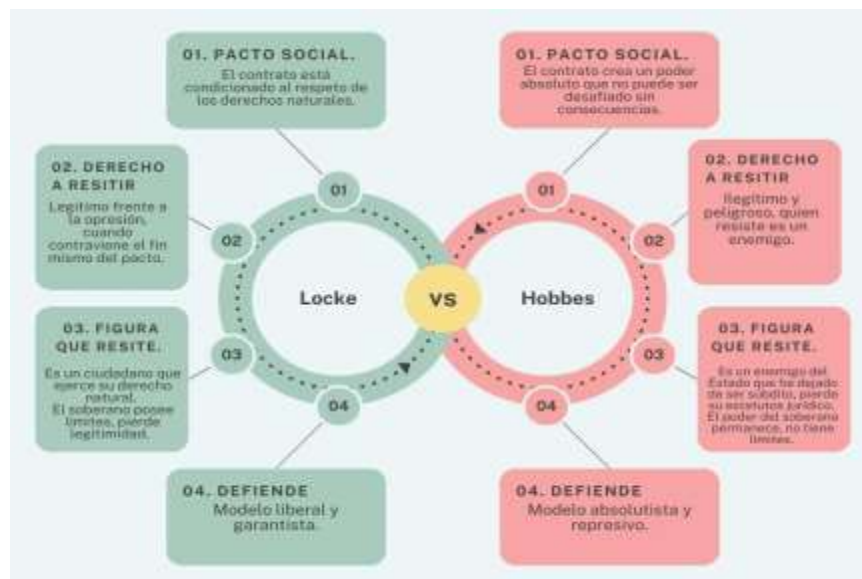 01. PACTO SOCIAL.
El contrato está
condicionado al respeto de
los derechos naturales.
02. DERECHO
A RESITIR
Legítimo frente a
la opresión,
cuando
contraviene el fin
mismo del pacto.
03. FIGURA
QUE RESITE.
Es un ciudadano que
ejerce su derecho
natural.
El soberano posee
límites, pierde
legitimidad.
04. DEFIENDE
Modelo liberal y
garantista.
01
02
03
04
Locke
VS
Hobbes
01
02
03
04
01. PACTO SOCIAL.
El contrato crea un poder
absoluto que no puede ser
desafiado sin
consecuencias.
02. DERECHO
A RESITIR
Ilegítimo y
peligroso, quien
resiste es un
enemigo.
03. FIGURA
QUE RESITE.
Es un enemigo del
Estado que ha dejado
de ser súbdito, pierde
su estatutos jurídico.
El poder del soberano
permanece, no tiene
límites.
04. DEFIENDE
Modelo absolutista y
represivo.